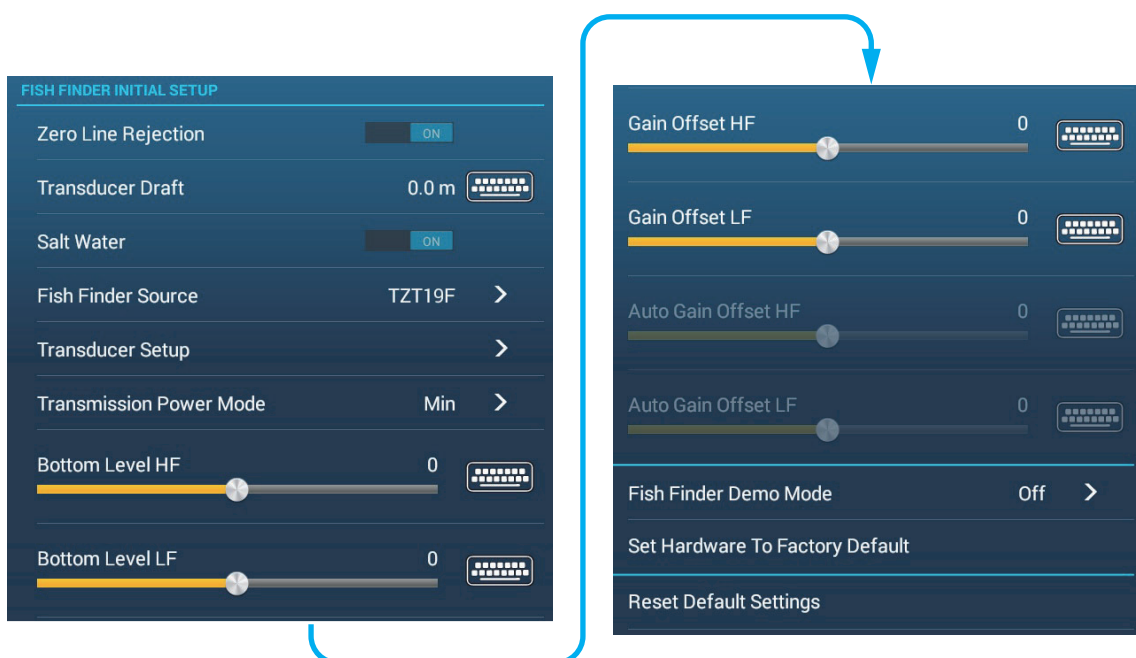 FISH FINDER INITIAL SETUP
Zero Line Rejection ON
Transducer Draft 0.0 m
Salt Water ON
Fish Finder Source TZT19F >
Transducer Setup >
Transmission Power Mode Min >
Bottom Level HF 0
Bottom Level LF 0
Gain Offset HF 0
Gain Offset LF 0
Auto Gain Offset HF 0
Auto Gain Offset LF 0
Fish Finder Demo Mode Off >
Set Hardware To Factory Default
Reset Default Settings